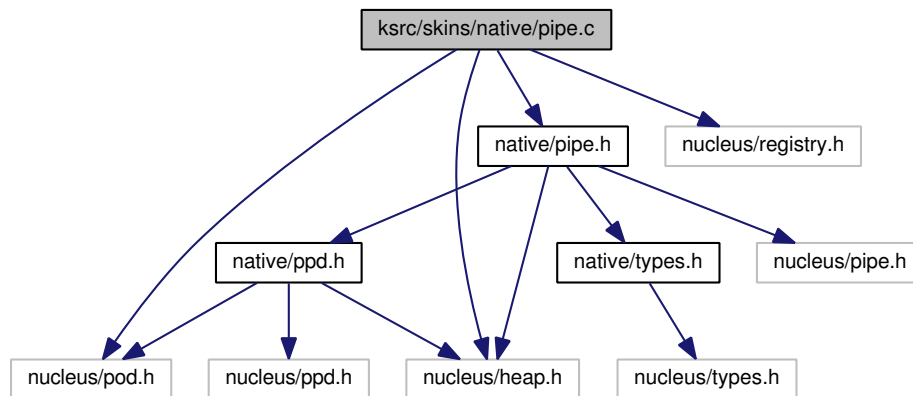 ksrc/skins/native/pipe.c
native/pipe.h
nucleus/registry.h
native/ppd.h
native/types.h
nucleus/pipe.h
nucleus/pod.h
nucleus/ppd.h
nucleus/heap.h
nucleus/types.h